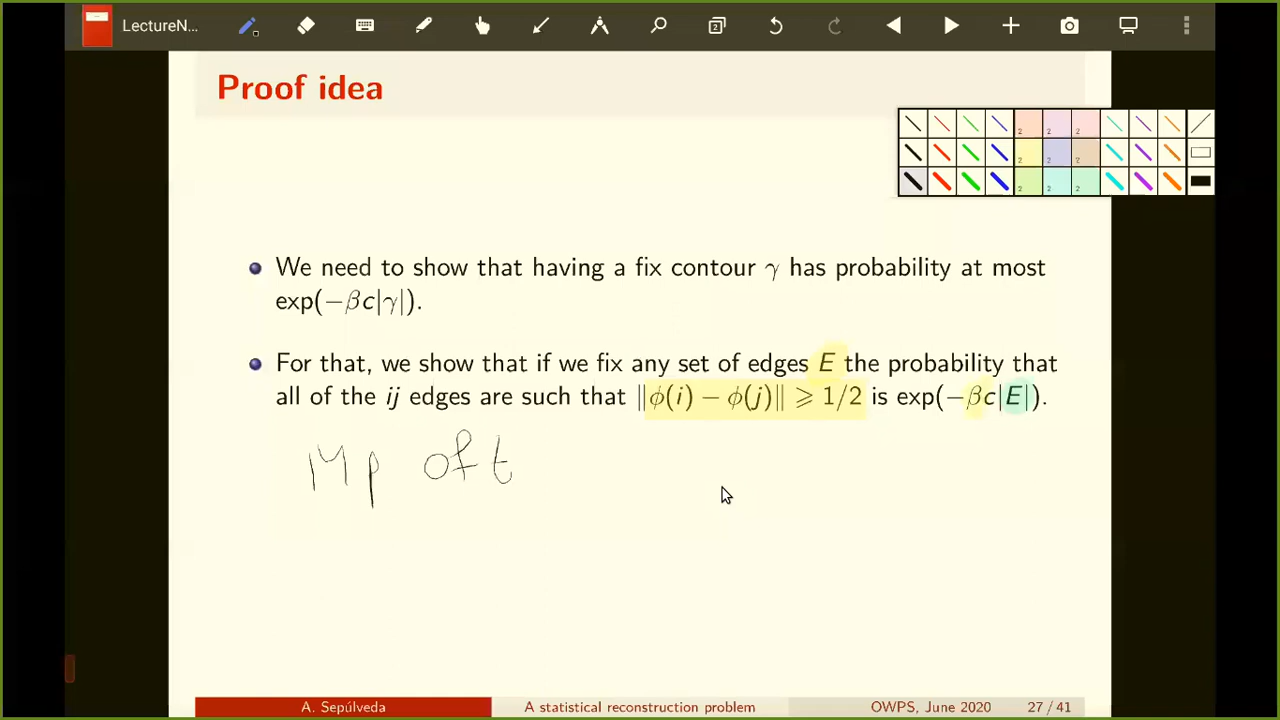 LectureN...
Proof idea
We need to show that having a fix contour γ has probability at most
exp(−βc|γ|).
For that, we show that if we fix any set of edges E the probability that
all of the ij edges are such that ‖ϕ(i) − ϕ(j)‖ ⩾ 1/2 is exp(−βc|E|).
Mp of t
A. Sepúlveda
A statistical reconstruction problem
OWPS, June 2020
27 / 41